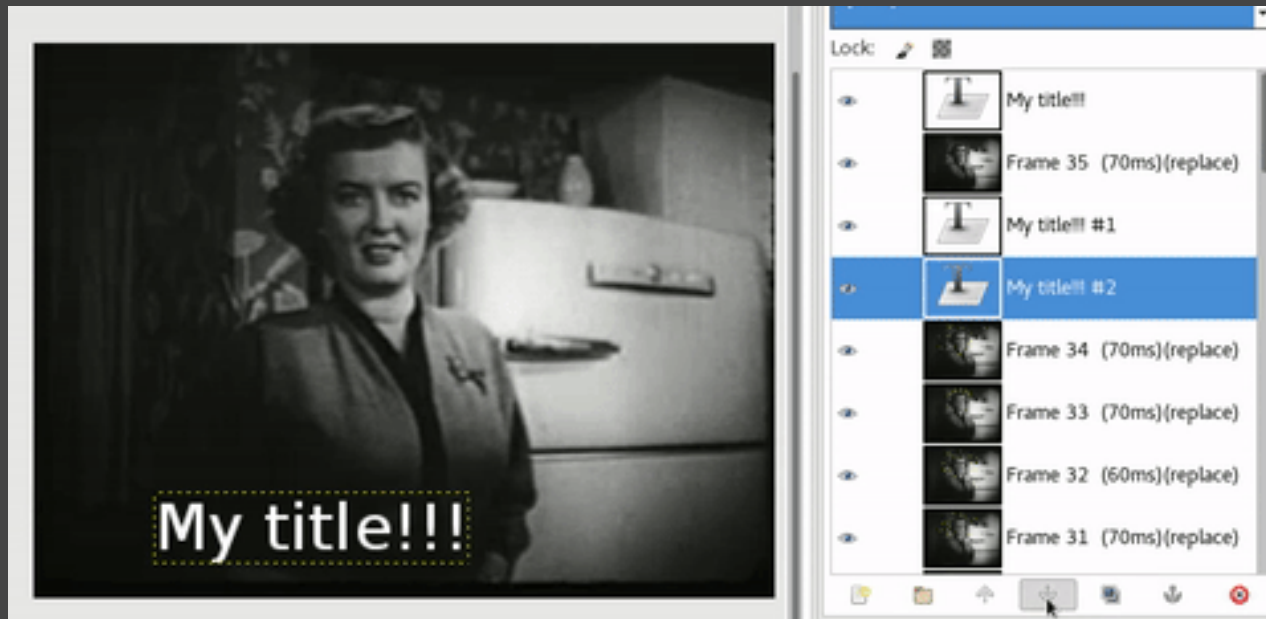 Lock:
My title!!!
Frame 35 (70ms)(replace)
My title!!! #1
My title!!! #2
Frame 34 (70ms)(replace)
Frame 33 (70ms)(replace)
Frame 32 (60ms)(replace)
Frame 31 (70ms)(replace)
My title!!!